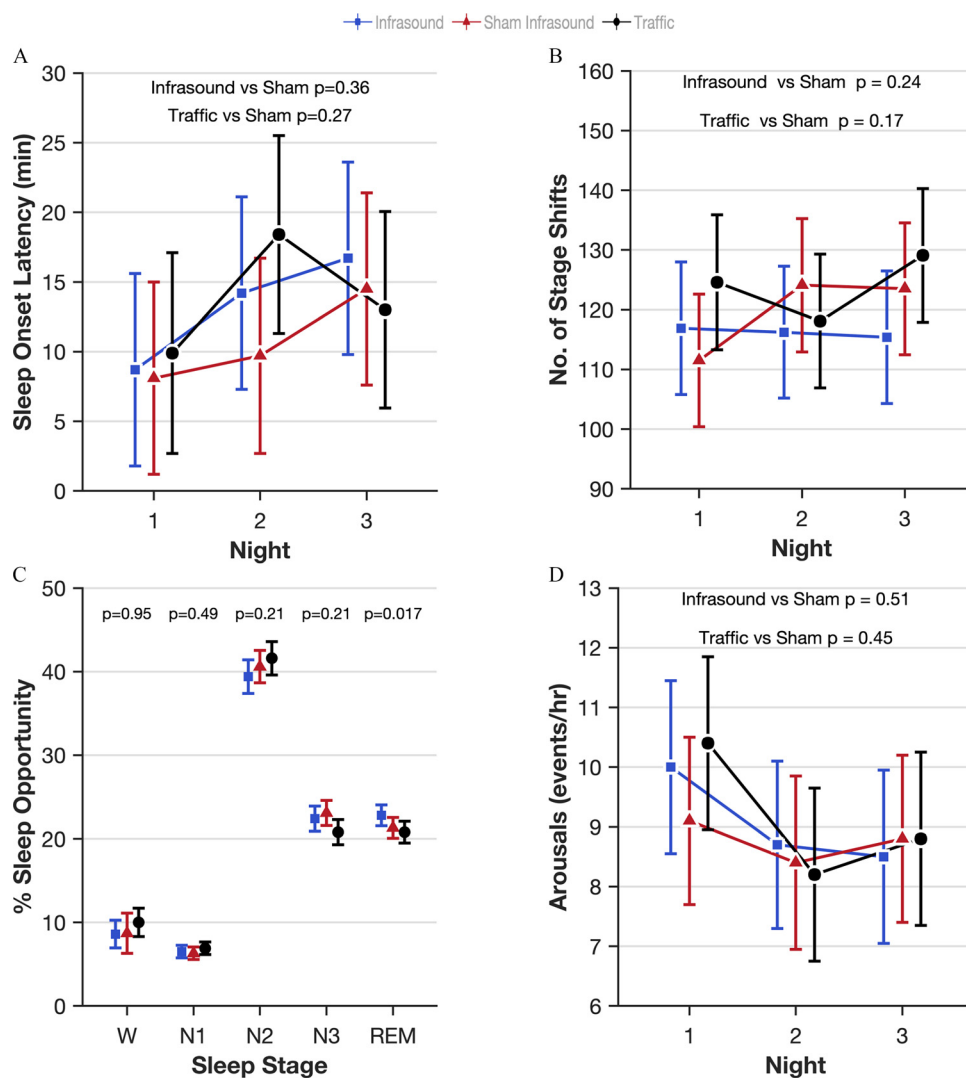 Infrasound Sham Infrasound Traffic
A
Infrasound vs Sham p=0.36
Traffic vs Sham p=0.27
Sleep Onset Latency (min)
30
25
20
15
10
5
0
1 2 3
Night
B
Infrasound vs Sham p = 0.24
Traffic vs Sham p = 0.17
No. of Stage Shifts
160
150
140
130
120
110
100
90
1 2 3
Night
C
p=0.95 p=0.49 p=0.21 p=0.21 p=0.017
% Sleep Opportunity
50
40
30
20
10
0
W N1 N2 N3 REM
Sleep Stage
D
Infrasound vs Sham p = 0.51
Traffic vs Sham p = 0.45
Arousals (events/hr)
13
12
11
10
9
8
7
6
1 2 3
Night